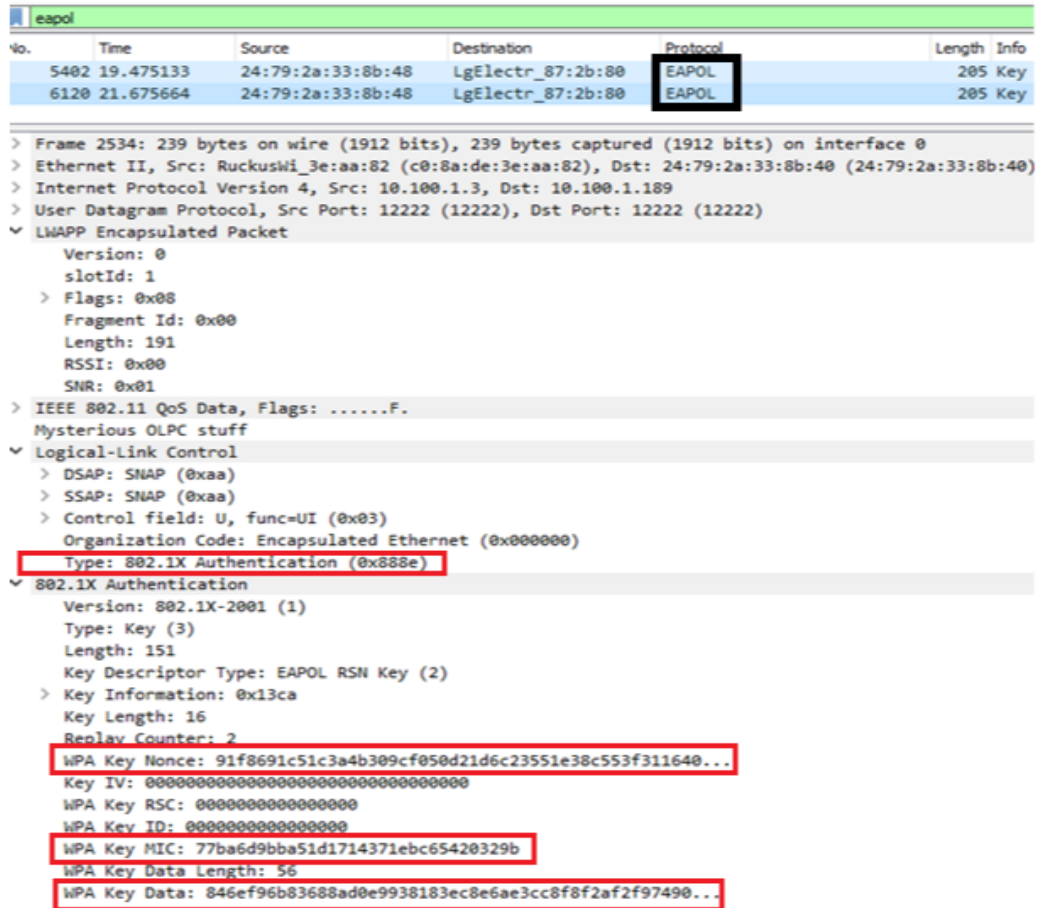 eapol
No. Time Source Destination Protocol Length Info
5402 19.475133 24:79:2a:33:8b:48 LgElectr_87:2b:80 EAPOL 205 Key
6120 21.675664 24:79:2a:33:8b:48 LgElectr_87:2b:80 EAPOL 205 Key
> Frame 2534: 239 bytes on wire (1912 bits), 239 bytes captured (1912 bits) on interface 0
> Ethernet II, Src: RuckusWi_3e:aa:82 (c0:8a:de:3e:aa:82), Dst: 24:79:2a:33:8b:40 (24:79:2a:33:8b:40)
> Internet Protocol Version 4, Src: 10.100.1.3, Dst: 10.100.1.189
> User Datagram Protocol, Src Port: 12222 (12222), Dst Port: 12222 (12222)
LWAPP Encapsulated Packet
Version: 0
slotId: 1
> Flags: 0x08
Fragment Id: 0x00
Length: 191
RSSI: 0x00
SNR: 0x01
> IEEE 802.11 QoS Data, Flags: ......F.
Mysterious OLPC stuff
Logical-Link Control
> DSAP: SNAP (0xaa)
> SSAP: SNAP (0xaa)
> Control field: U, func=UI (0x03)
Organization Code: Encapsulated Ethernet (0x000000)
Type: 802.1X Authentication (0x888e)
802.1X Authentication
Version: 802.1X-2001 (1)
Type: Key (3)
Length: 151
Key Descriptor Type: EAPOL RSN Key (2)
> Key Information: 0x13ca
Key Length: 16
Replay Counter: 2
WPA Key Nonce: 91f8691c51c3a4b309cf050d21d6c23551e38c553f311640...
Key IV: 00000000000000000000000000000000
WPA Key RSC: 0000000000000000
WPA Key ID: 0000000000000000
WPA Key MIC: 77ba6d9bba51d1714371ebc65420329b
WPA Key Data Length: 56
WPA Key Data: 846ef96b83688ad0e9938183ec8e6ae3cc8f8f2af2f97490...